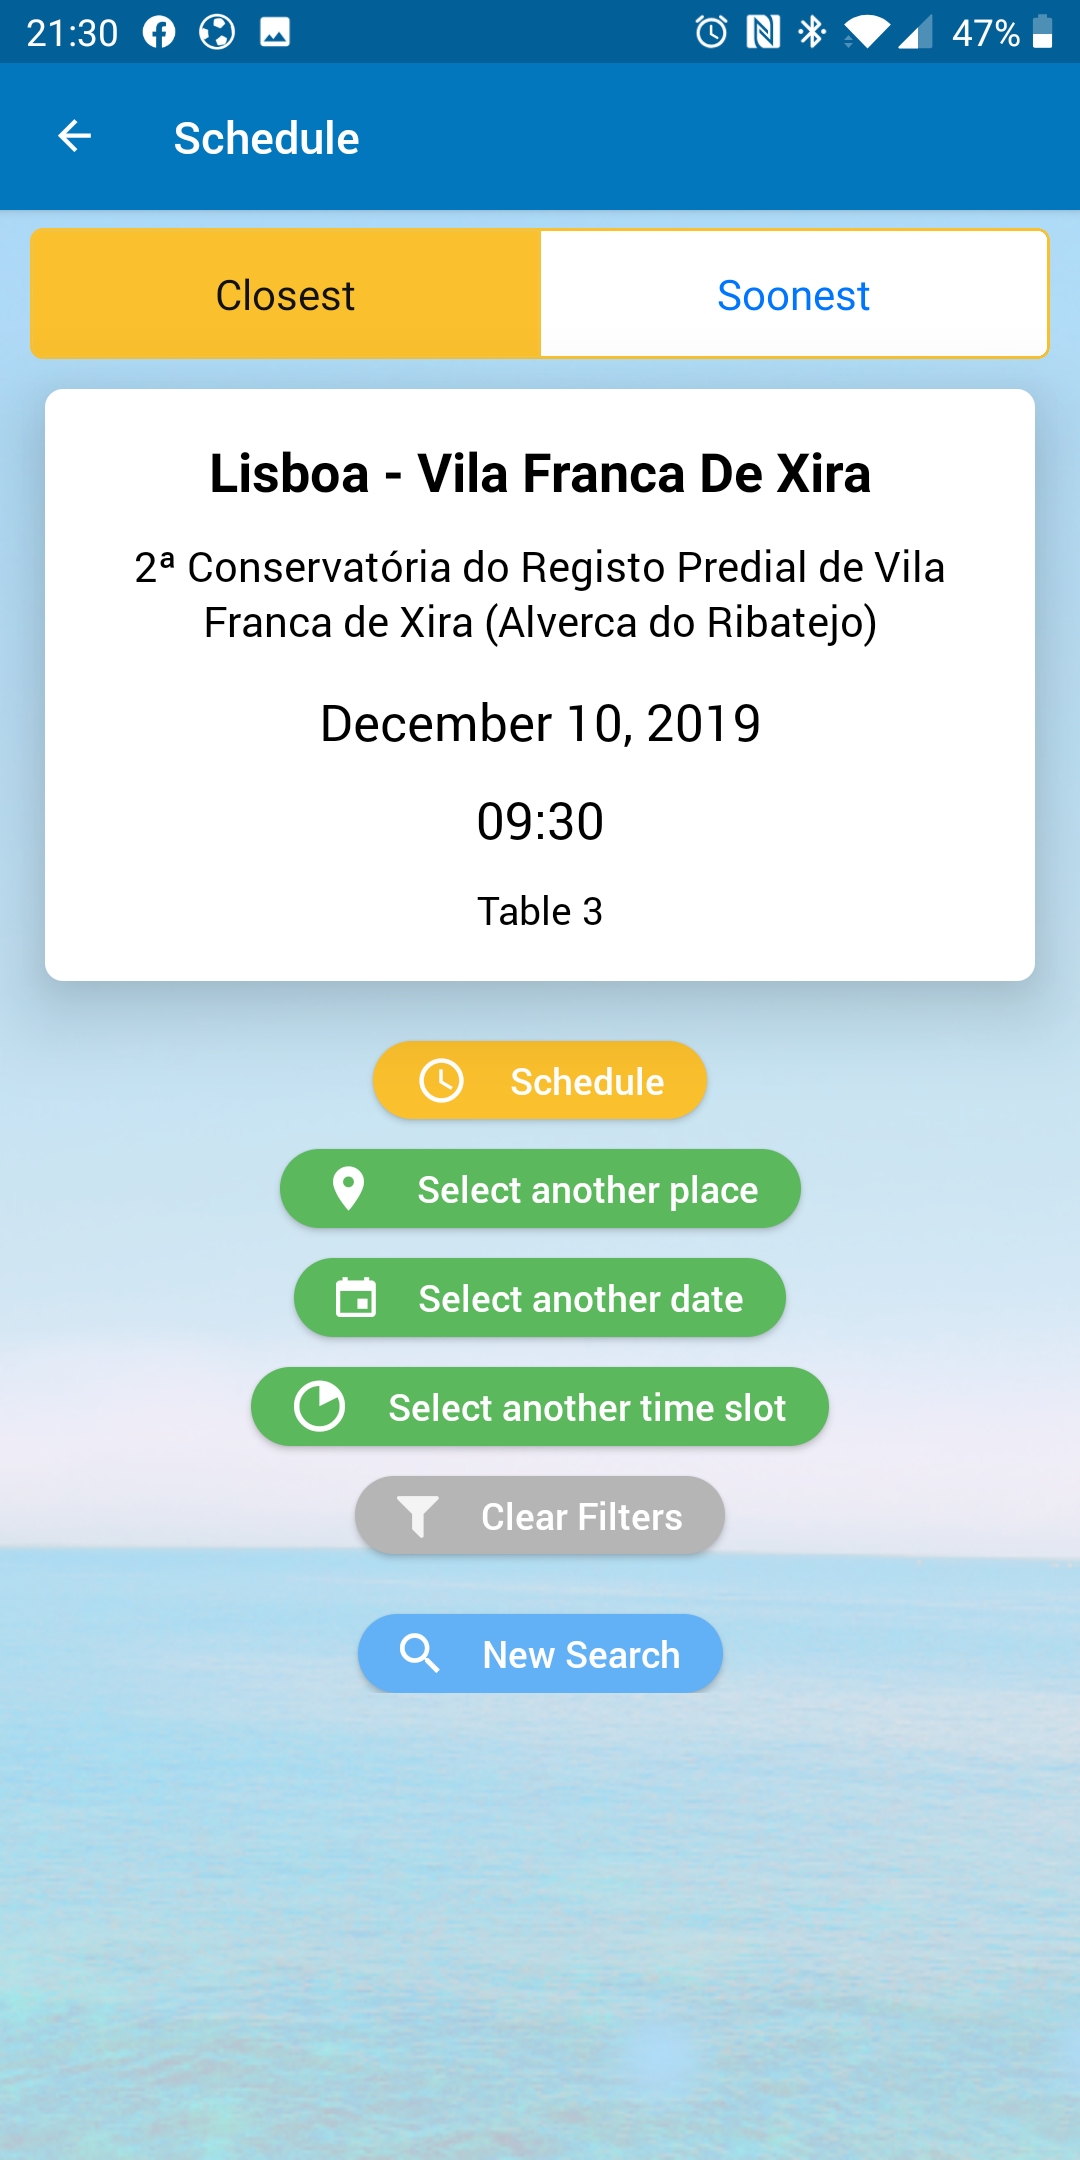 21:30
47%
Schedule
Closest
Soonest
Lisboa - Vila Franca De Xira
2ª Conservatória do Registo Predial de Vila
Franca de Xira (Alverca do Ribatejo)
December 10, 2019
09:30
Table 3
Schedule
Select another place
Select another date
Select another time slot
Clear Filters
New Search